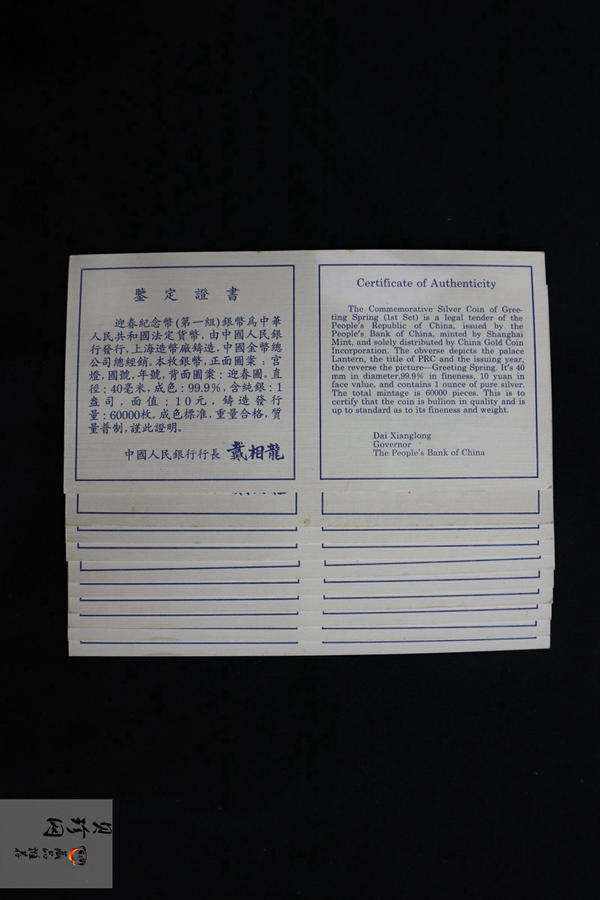 鑒定證書
迎春紀念幣(第一組)銀幣爲中華
人民共和國法定貨幣,由中國人民銀
行發行,上海造幣廠鑄造,中國金幣總
公司總經銷。本枚銀幣,正面圖案:宮
燈,國號,年號,背面圖案:迎春圖。直
徑:40毫米,成色:99.9%,含純銀:1
盎司,面值:10元,鑄造發行
量:60000枚。成色標准,重量合格,質
量普制,謹此證明。
中國人民銀行行長 戴相龍
Certificate of Authenticity
The Commemorative Silver Coin of Gree-
ting Spring (1st Set) is a legal tender of the
People's Republic of China, issued by the
People's Bank of China, minted by Shanghai
Mint, and solely distributed by China Gold Coin
Incorporation. The obverse depicts the palace
Lantern, the title of PRC and the issuing year,
the reverse the picture—Greeting Spring. It's 40
mm in diameter,99.9% in fineness, 10 yuan in
face value, and contains 1 ounce of pure silver.
The total mintage is 60000 pieces. This is to
certify that the coin is bullion in quality and is
up to standard as to its fineness and weight.
Dai Xianglong
Governor
The People's Bank of China